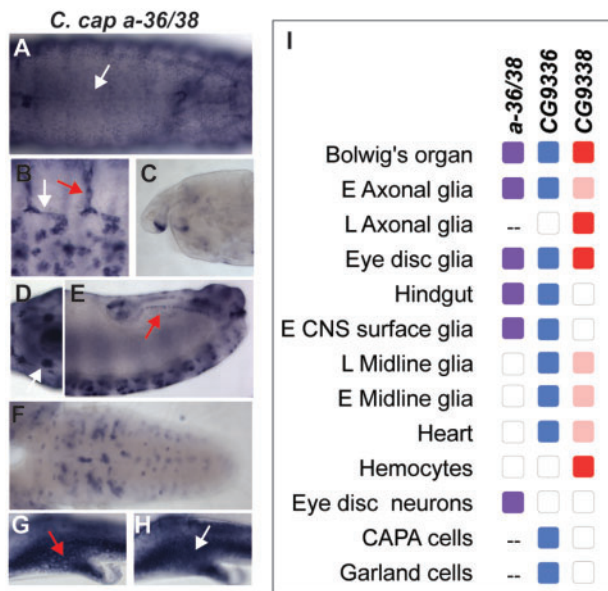 C. cap a-36/38
A
B
C
D
E
F
G
H
I
a-36/38
CG9336
CG9338
Bolwig's organ
E Axonal glia
L Axonal glia --
Eye disc glia
Hindgut
E CNS surface glia
L Midline glia
E Midline glia
Heart
Hemocytes
Eye disc neurons
CAPA cells --
Garland cells --